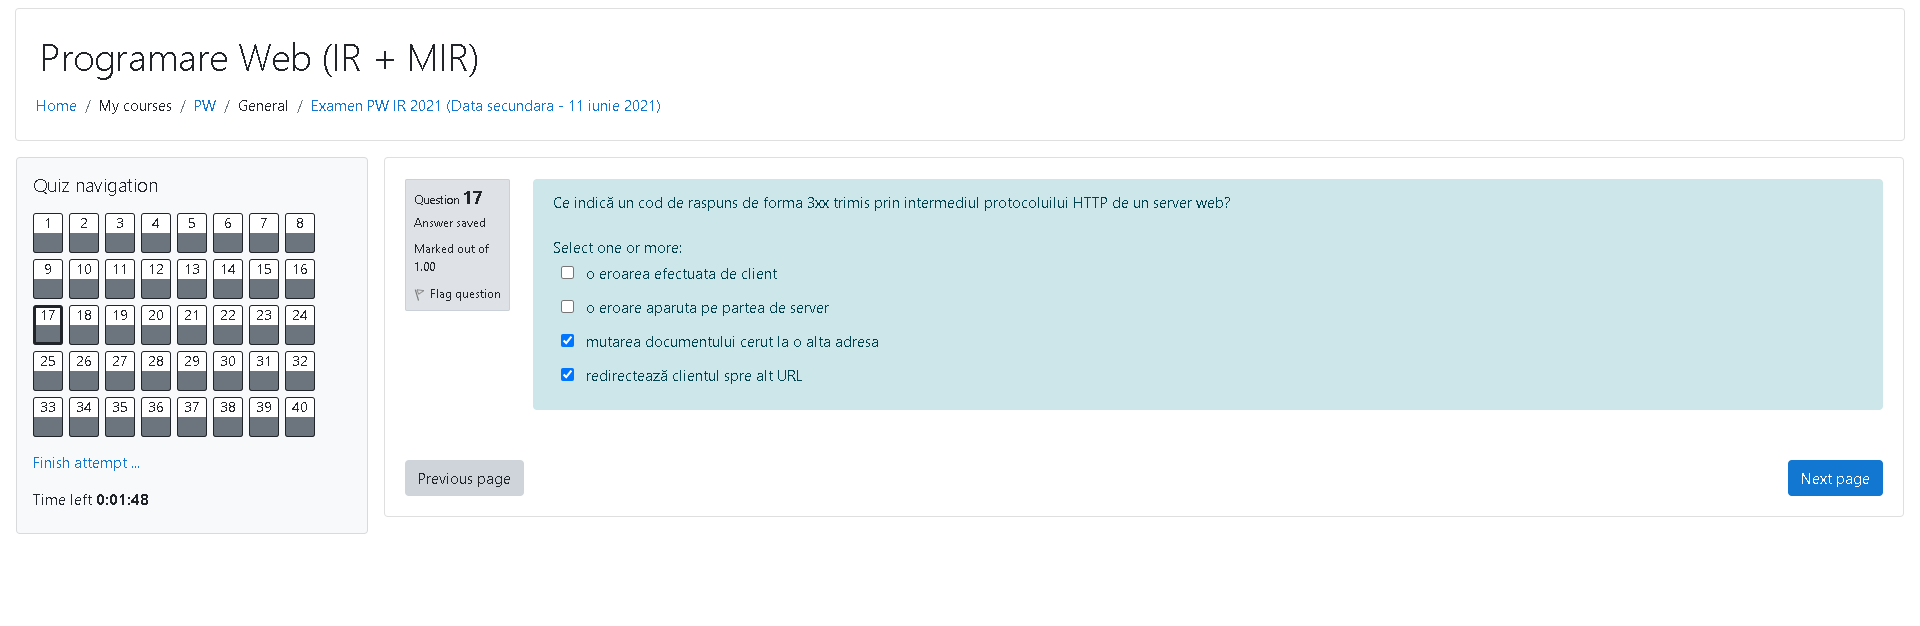 Programare Web (IR + MIR)
Home / My courses / PW / General / Examen PW IR 2021 (Data secundara - 11 iunie 2021)
Quiz navigation
1 2 3 4 5 6 7 8
9 10 11 12 13 14 15 16
17 18 19 20 21 22 23 24
25 26 27 28 29 30 31 32
33 34 35 36 37 38 39 40
Finish attempt ...
Time left 0:01:48
Question 17
Answer saved
Marked out of
1.00
Flag question
Ce indică un cod de raspuns de forma 3xx trimis prin intermediul protocoluilui HTTP de un server web?
Select one or more:
o eroarea efectuata de client
o eroare aparuta pe partea de server
mutarea documentului cerut la o alta adresa
redirectează clientul spre alt URL
Previous page
Next page